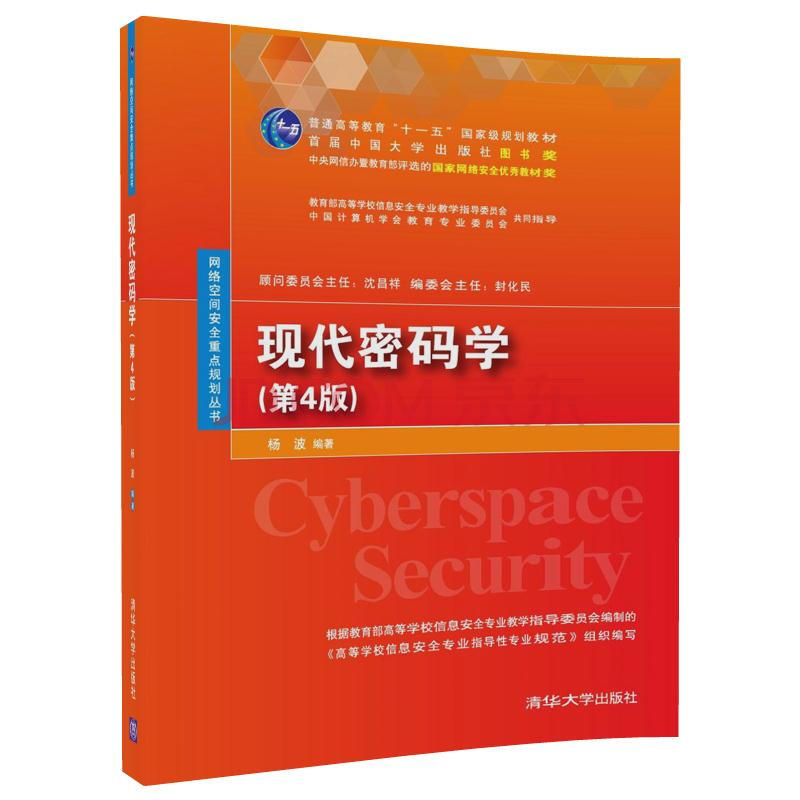 网络空间安全重点规划丛书
现代密码学(第4版)
杨 波 编著
清华大学出版社
十一五
普通高等教育“十一五”国家级规划教材
首届中国大学出版社图书奖
中央网信办暨教育部评选的国家网络安全优秀教材奖
教育部高等学校信息安全专业教学指导委员会
中国计算机学会教育专业委员会
共同指导
顾问委员会主任：沈昌祥 编委会主任：封化民
网络空间安全重点规划丛书
现代密码学
(第4版)
杨 波 编著
Cyberspace
Security
根据教育部高等学校信息安全专业教学指导委员会编制的
《高等学校信息安全专业指导性专业规范》组织编写
清华大学出版社